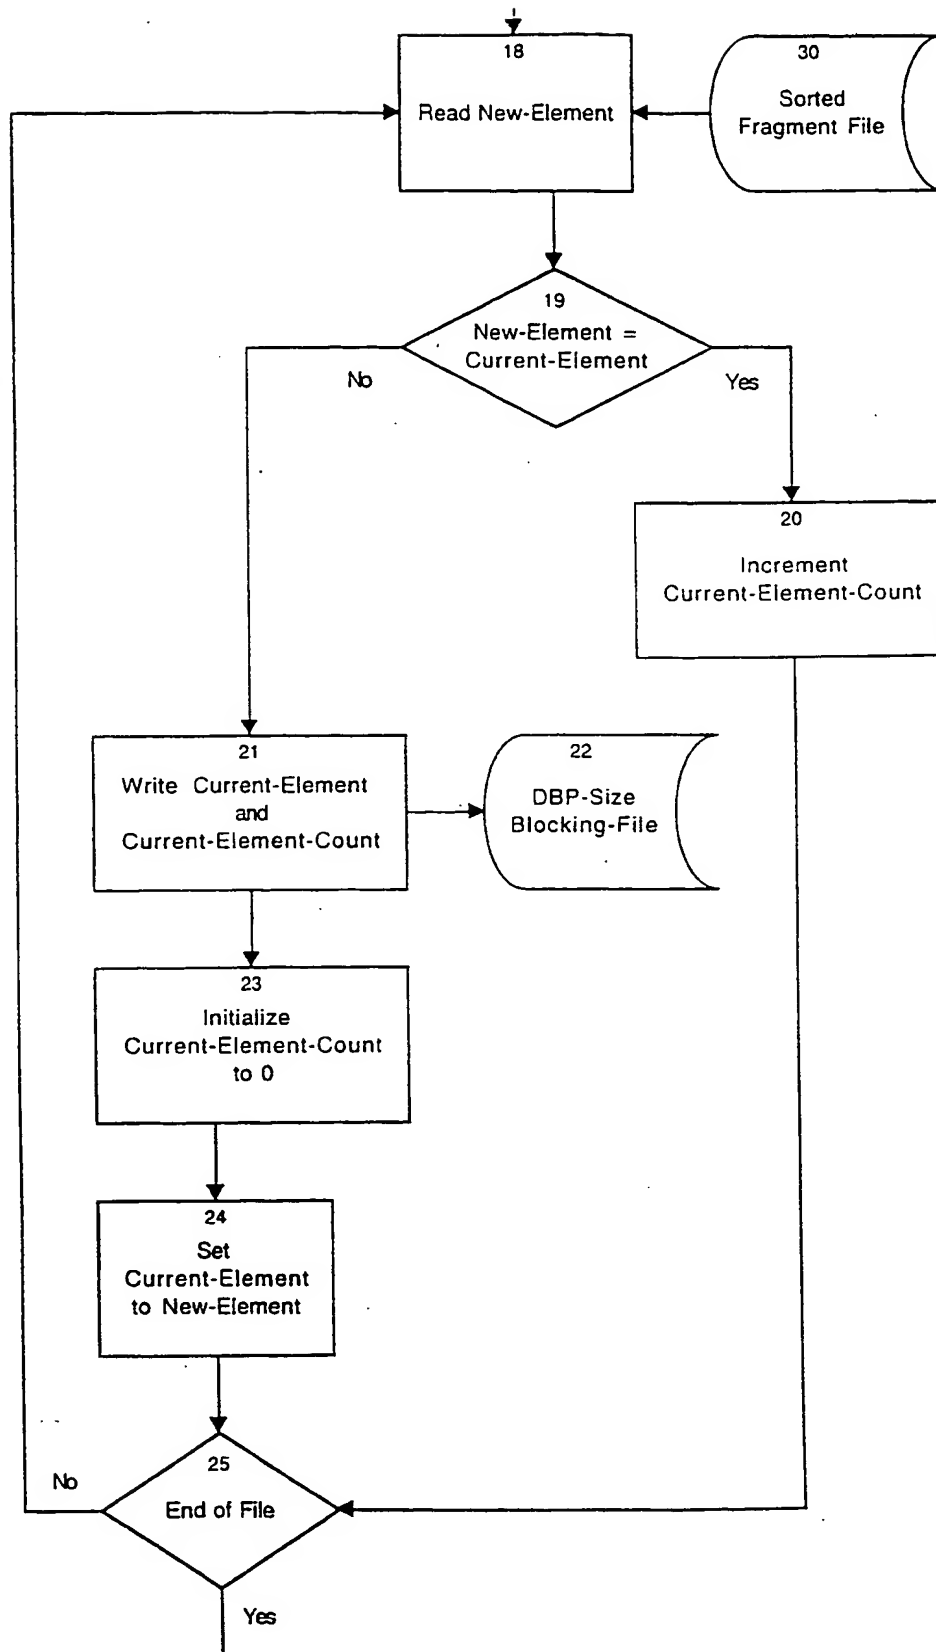 18
Read New-Element
30
Sorted
Fragment File
19
New-Element =
Current-Element
No
Yes
20
Increment
Current-Element-Count
21
Write Current-Element
and
Current-Element-Count
22
DBP-Size
Blocking-File
23
Initialize
Current-Element-Count
to 0
24
Set
Current-Element
to New-Element
25
End of File
No
Yes